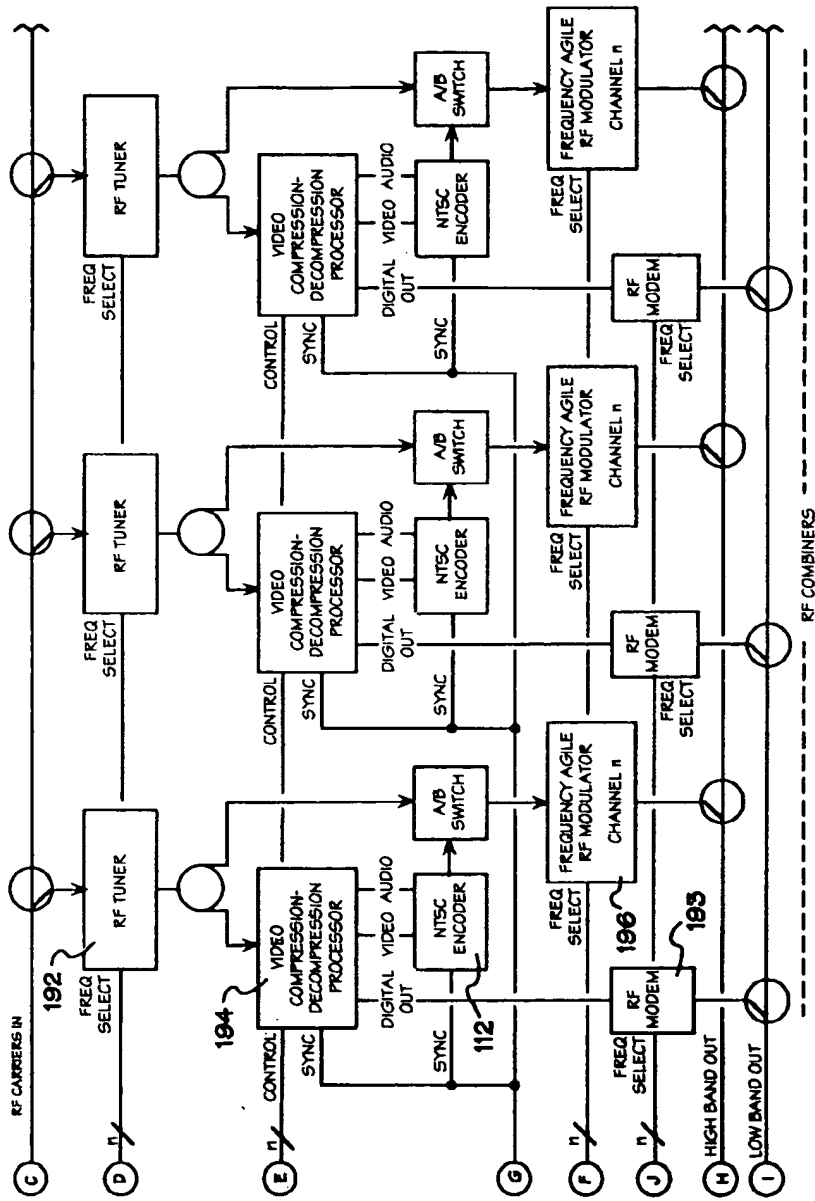 C
RF CARRIERS IN
D
n
FREQ
SELECT
192
RF TUNER
FREQ
SELECT
RF TUNER
FREQ
SELECT
RF TUNER
E
n
CONTROL
SYNC
194
VIDEO
COMPRESSION-
DECOMPRESSION
PROCESSOR
CONTROL
SYNC
VIDEO
COMPRESSION-
DECOMPRESSION
PROCESSOR
CONTROL
SYNC
VIDEO
COMPRESSION-
DECOMPRESSION
PROCESSOR
DIGITAL
OUT
VIDEO
AUDIO
DIGITAL
OUT
VIDEO
AUDIO
DIGITAL
OUT
VIDEO
AUDIO
SYNC
NTSC
ENCODER
112
A/B
SWITCH
SYNC
NTSC
ENCODER
A/B
SWITCH
SYNC
NTSC
ENCODER
A/B
SWITCH
G
F
n
FREQ
SELECT
FREQUENCY AGILE
RF MODULATOR
CHANNEL n
196
FREQ
SELECT
FREQUENCY AGILE
RF MODULATOR
CHANNEL n
FREQ
SELECT
FREQUENCY AGILE
RF MODULATOR
CHANNEL n
J
n
FREQ
SELECT
RF
MODEM
193
FREQ
SELECT
RF
MODEM
FREQ
SELECT
RF
MODEM
H
HIGH BAND OUT
I
LOW BAND OUT
RF COMBINERS